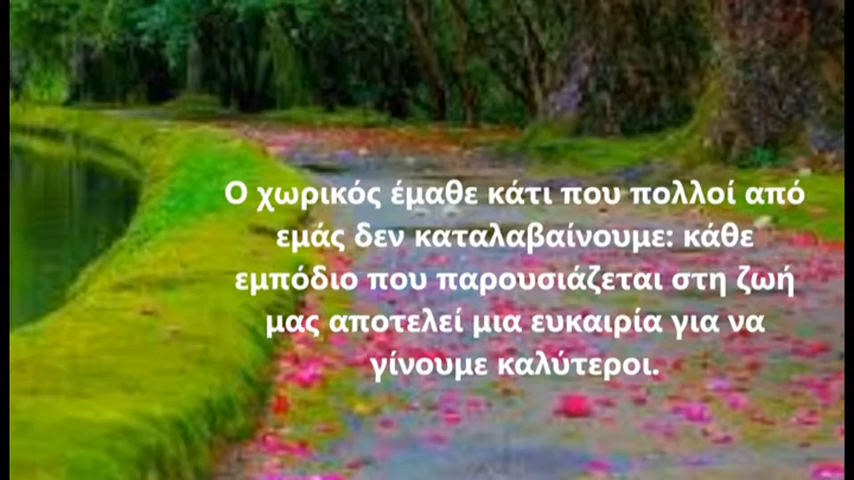 Ο χωρικός έμαθε κάτι που πολλοί από
εμάς δεν καταλαβαίνουμε: κάθε
εμπόδιο που παρουσιάζεται στη ζωή
μας αποτελεί μια ευκαιρία για να
γίνουμε καλύτεροι.